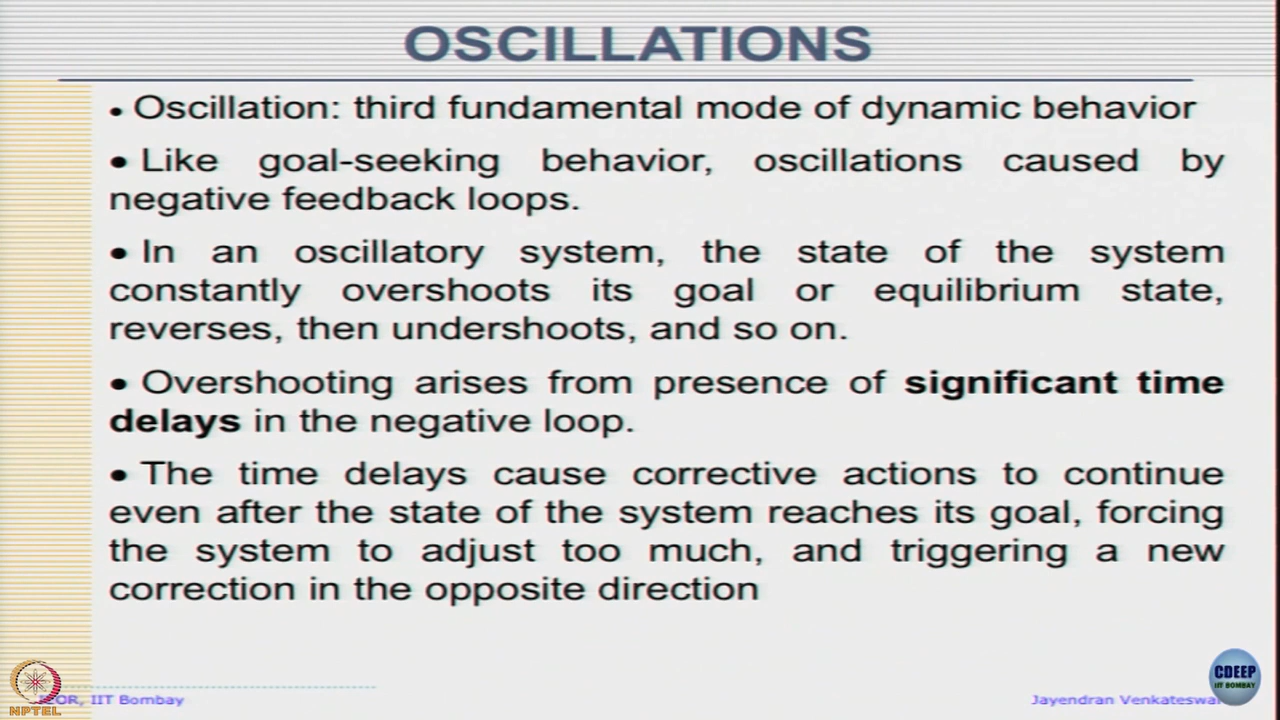 OSCILLATIONS
• Oscillation: third fundamental mode of dynamic behavior
• Like goal-seeking behavior, oscillations caused by
negative feedback loops.
• In an oscillatory system, the state of the system
constantly overshoots its goal or equilibrium state,
reverses, then undershoots, and so on.
• Overshooting arises from presence of significant time
delays in the negative loop.
• The time delays cause corrective actions to continue
even after the state of the system reaches its goal, forcing
the system to adjust too much, and triggering a new
correction in the opposite direction
IIT Bombay
Jayendran
CDEEP
IIT BOMBAY
NPTEL